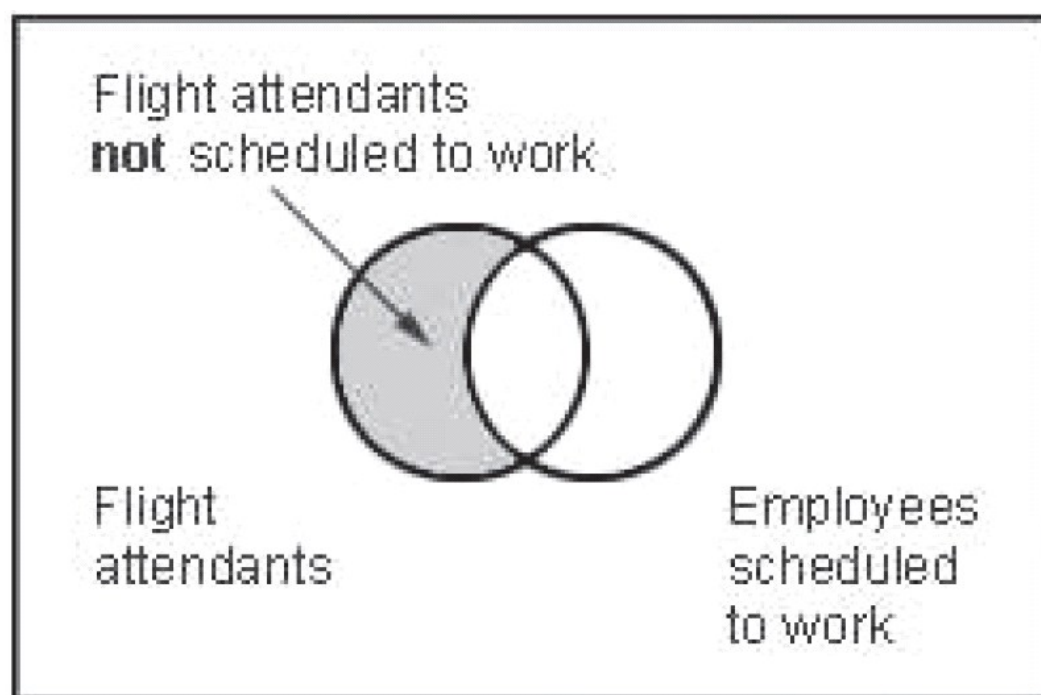 Flight attendants
not scheduled to work
Flight
attendants
Employees
scheduled
to work